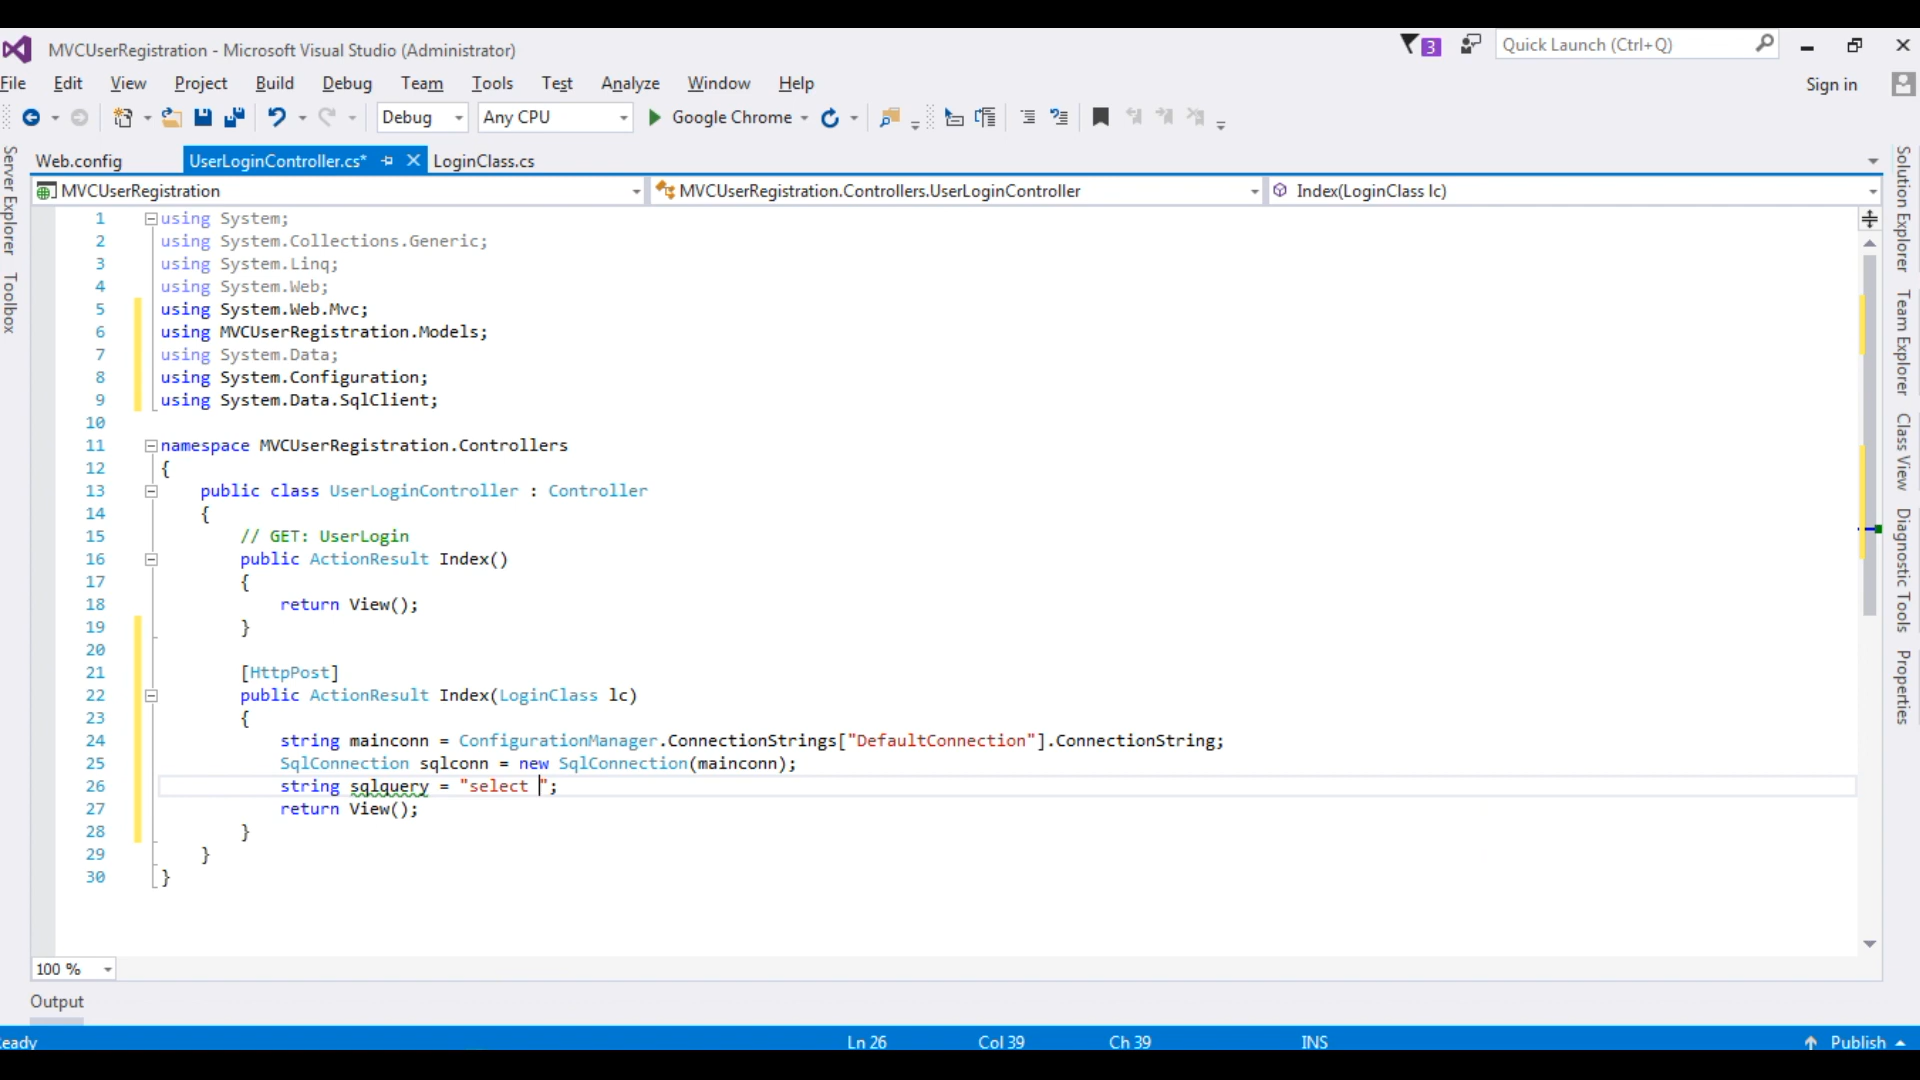 MVCUserRegistration - Microsoft Visual Studio (Administrator)
3
Quick Launch (Ctrl+Q)
File Edit View Project Build Debug Team Tools Test Analyze Window Help
Sign in
Debug Any CPU Google Chrome
Web.config UserLoginController.cs* LoginClass.cs
MVCUserRegistration MVCUserRegistration.Controllers.UserLoginController Index(LoginClass lc)
Server Explorer
Toolbox
1 using System;
2 using System.Collections.Generic;
3 using System.Linq;
4 using System.Web;
5 using System.Web.Mvc;
6 using MVCUserRegistration.Models;
7 using System.Data;
8 using System.Configuration;
9 using System.Data.SqlClient;
10
11 namespace MVCUserRegistration.Controllers
12 {
13 public class UserLoginController : Controller
14 {
15 // GET: UserLogin
16 public ActionResult Index()
17 {
18 return View();
19 }
20
21 [HttpPost]
22 public ActionResult Index(LoginClass lc)
23 {
24 string mainconn = ConfigurationManager.ConnectionStrings["DefaultConnection"].ConnectionString;
25 SqlConnection sqlconn = new SqlConnection(mainconn);
26 string sqlquery = "select ";
27 return View();
28 }
29 }
30 }
Solution Explorer
Team Explorer
Class View
Diagnostic Tools
Properties
100 %
Output
eady Ln 26 Col 39 Ch 39 INS Publish